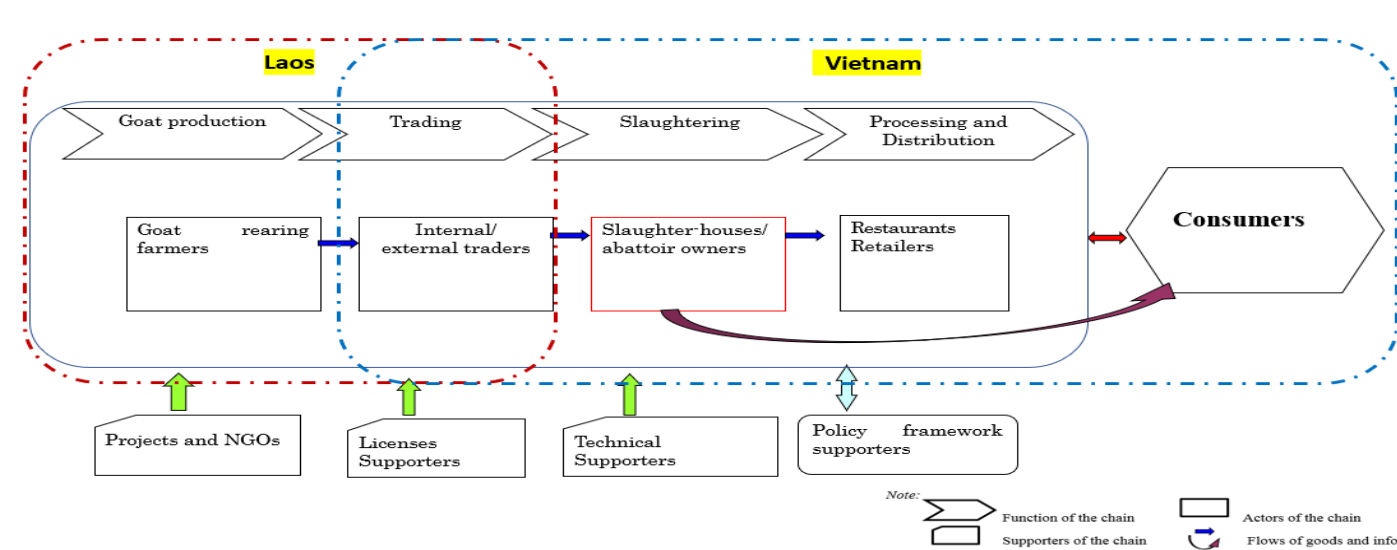 Laos
Vietnam
Goat production
Trading
Slaughtering
Processing and
Distribution
Goat rearing
farmers
Internal/
external traders
Slaughter-houses/
abattoir owners
Restaurants
Retailers
Consumers
Projects and NGOs
Licenses
Supporters
Technical
Supporters
Policy framework
supporters
Note:
Function of the chain
Actors of the chain
Supporters of the chain
Flows of goods and info